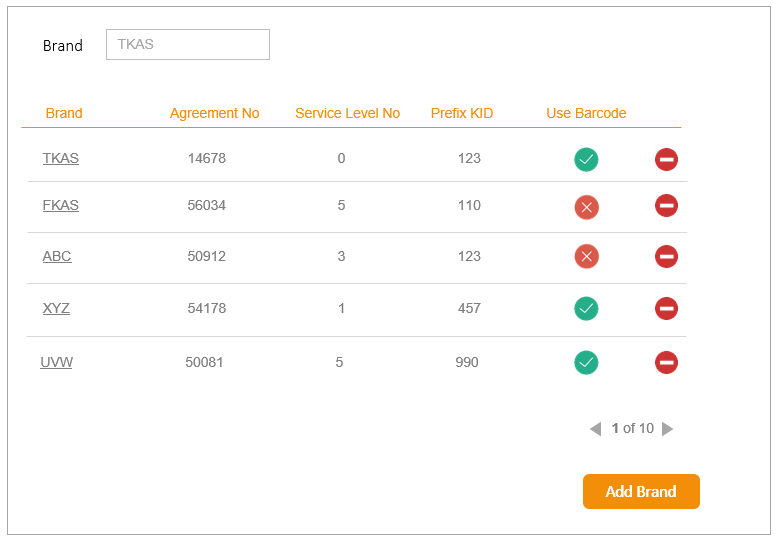 Brand TKAS
Brand Agreement No Service Level No Prefix KID Use Barcode
TKAS 14678 0 123
FKAS 56034 5 110
ABC 50912 3 123
XYZ 54178 1 457
UVW 50081 5 990
1 of 10
Add Brand